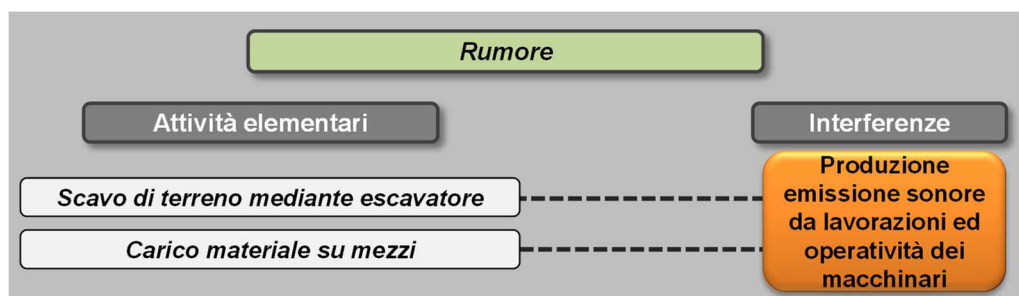 Rumore
Attività elementari
Interferenze
Scavo di terreno mediante escavatore
Carico materiale su mezzi
Produzione
emissione sonore
da lavorazioni ed
operatività dei
macchinari